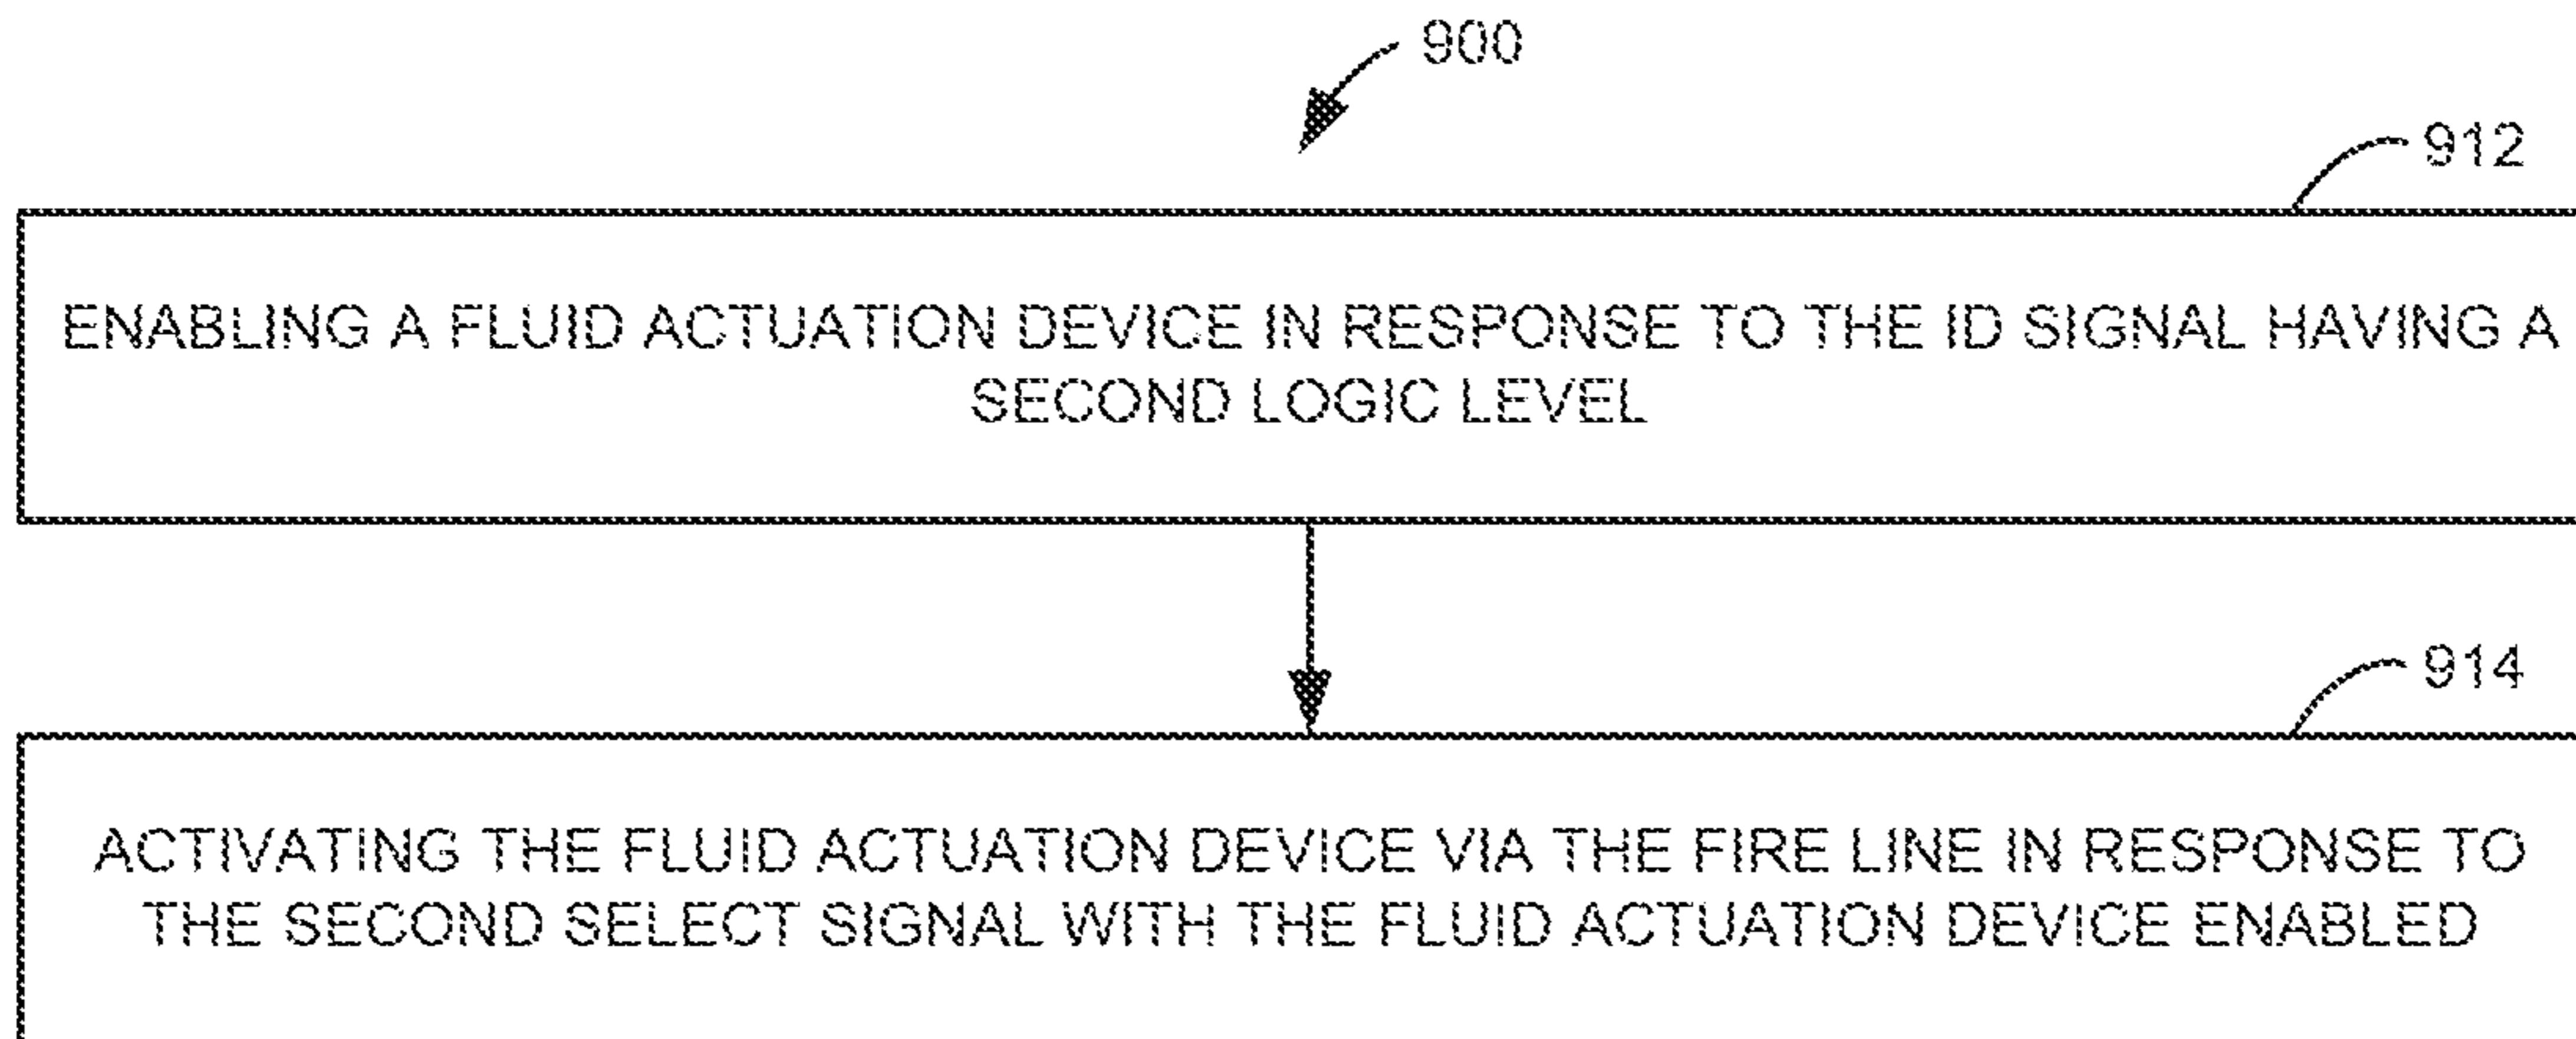 900
912
ENABLING A FLUID ACTUATION DEVICE IN RESPONSE TO THE ID SIGNAL HAVING A
SECOND LOGIC LEVEL
914
ACTIVATING THE FLUID ACTUATION DEVICE VIA THE FIRE LINE IN RESPONSE TO
THE SECOND SELECT SIGNAL WITH THE FLUID ACTUATION DEVICE ENABLED